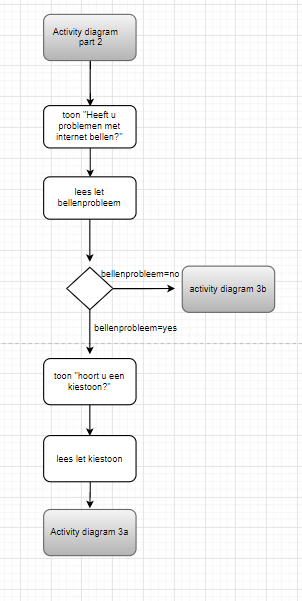 Activity diagram
part 2
toon "Heeft u
problemen met
internet bellen?"
lees let
bellenprobleem
bellenprobleem=no
activity diagram 3b
bellenprobleem=yes
toon "hoort u een
kiestoon?"
lees let kiestoon
Activity diagram 3a